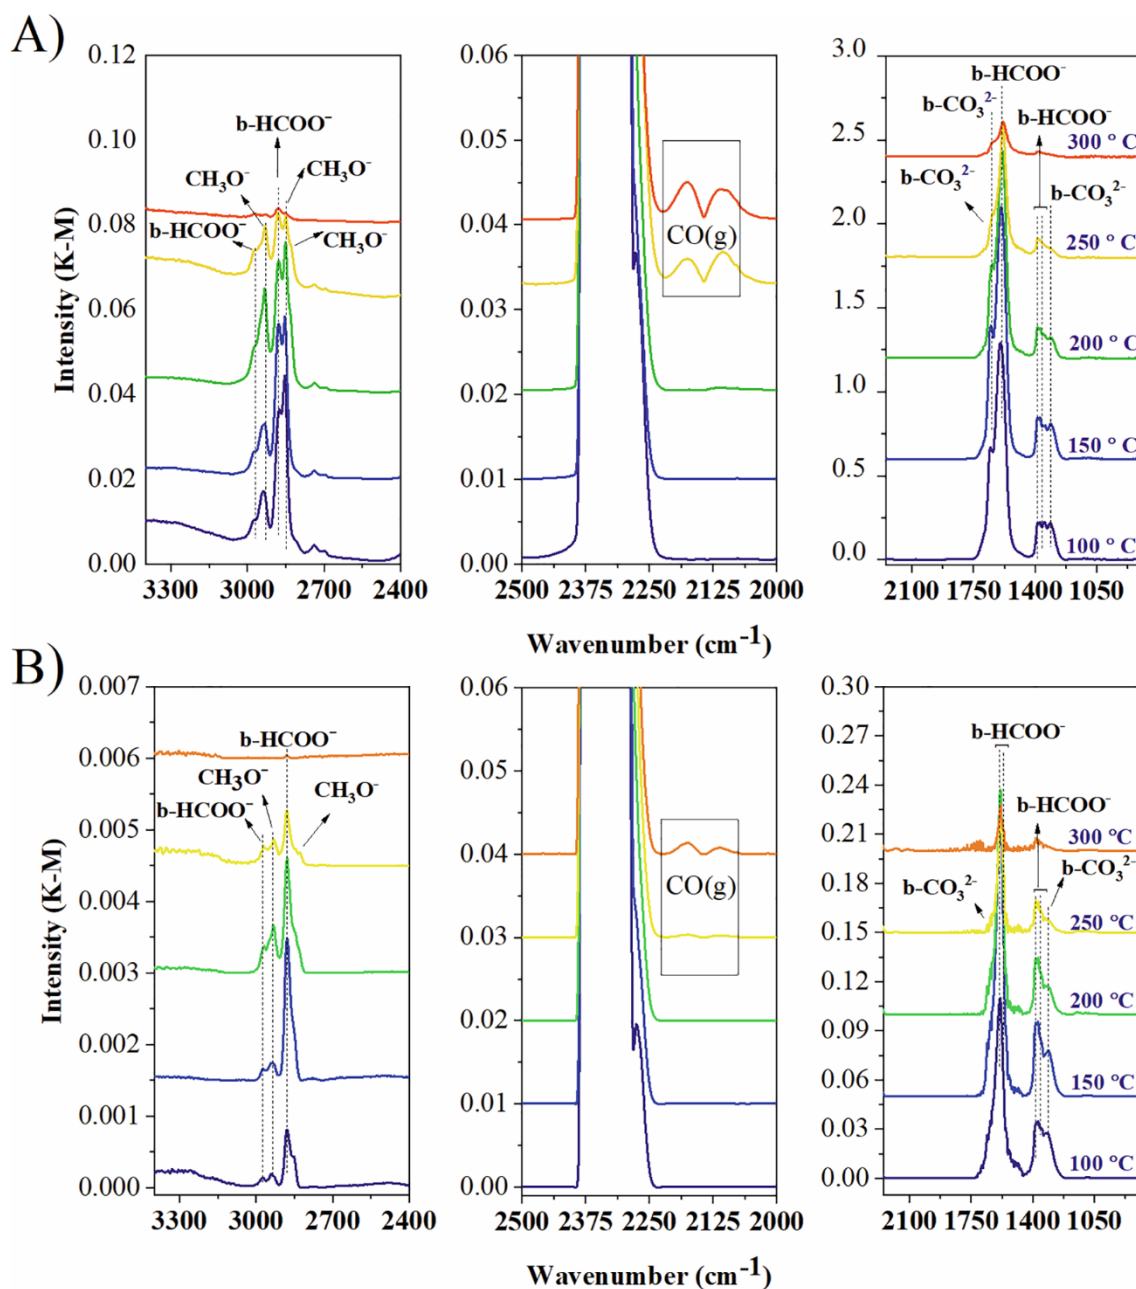 A)
Intensity (K-M)
0.12
0.10
0.08
0.06
0.04
0.02
0.00
b-HCOO⁻
CH₃O⁻
CH₃O⁻
b-HCOO⁻
CH₃O⁻
3300 3000 2700 2400
0.06
0.05
0.04
0.03
0.02
0.01
0.00
CO(g)
2500 2375 2250 2125 2000
Wavenumber (cm⁻¹)
3.0
2.5
2.0
1.5
1.0
0.5
0.0
b-HCOO⁻
b-CO₃²⁻
b-HCOO⁻
300 ° C
b-CO₃²⁻
b-CO₃²⁻
250 ° C
200 ° C
150 ° C
100 ° C
2100 1750 1400 1050
B)
Intensity (K-M)
0.007
0.006
0.005
0.004
0.003
0.002
0.001
0.000
b-HCOO⁻
CH₃O⁻
CH₃O⁻
b-HCOO⁻
3300 3000 2700 2400
0.06
0.05
0.04
0.03
0.02
0.01
0.00
CO(g)
2500 2375 2250 2125 2000
Wavenumber (cm⁻¹)
0.30
0.27
0.24
0.21
0.18
0.15
0.12
0.09
0.06
0.03
0.00
b-HCOO⁻
b-HCOO⁻
300 °C
b-CO₃²⁻
b-CO₃²⁻
250 °C
200 °C
150 °C
100 °C
2100 1750 1400 1050